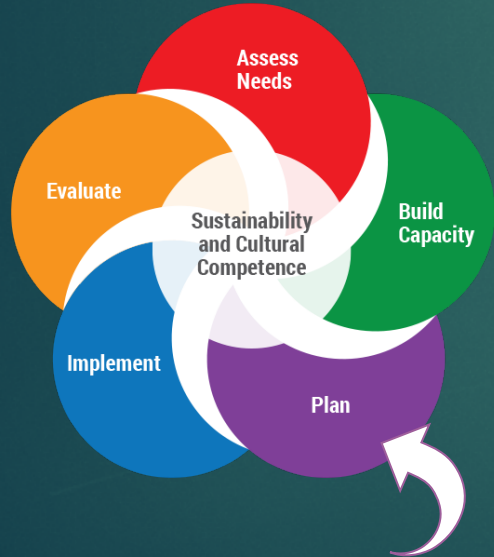 Assess
Needs
Build
Capacity
Plan
Implement
Evaluate
Sustainability
and Cultural
Competence